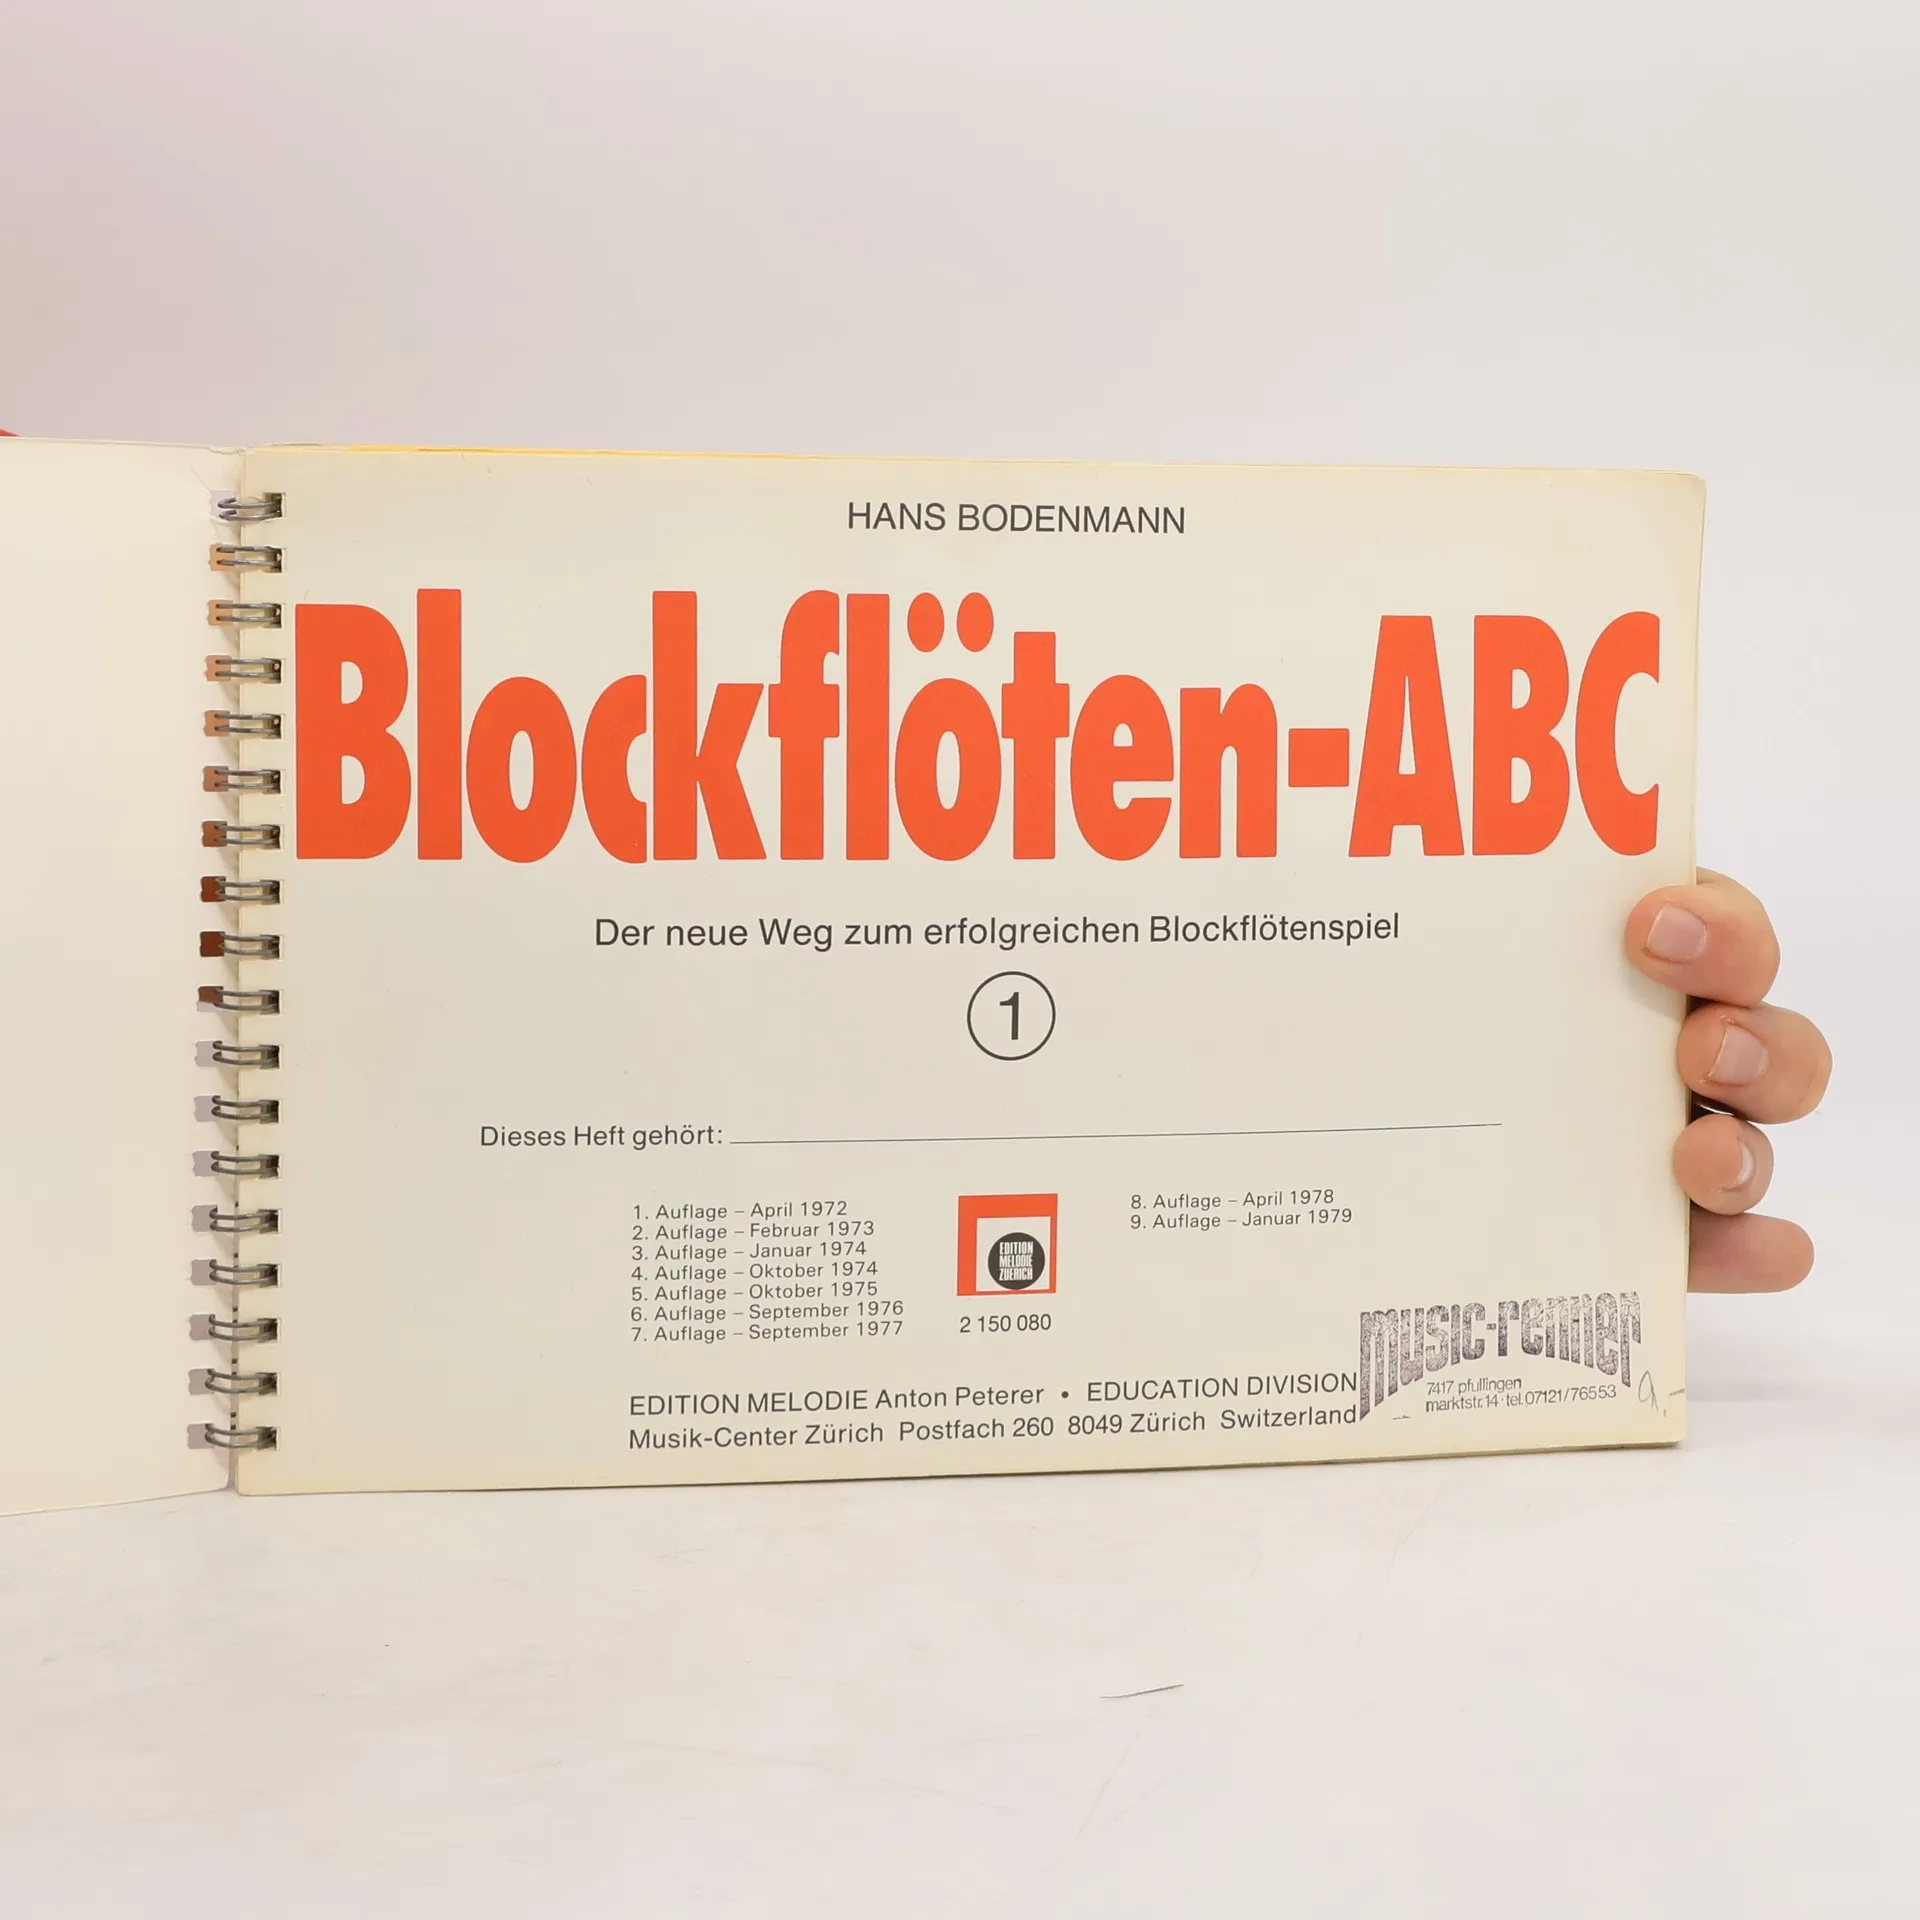 HANS BODENMANN
Blockflöten-ABC
Der neue Weg zum erfolgreichen Blockflötenspiel
1
Dieses Heft gehört:
1. Auflage – April 1972
2. Auflage – Februar 1973
3. Auflage – Januar 1974
4. Auflage – Oktober 1974
5. Auflage – Oktober 1975
6. Auflage – September 1976
7. Auflage – September 1977
EDITION
MELODIE
ZUERICH
2 150 080
8. Auflage – April 1978
9. Auflage – Januar 1979
EDITION MELODIE Anton Peterer • EDUCATION DIVISION
Musik-Center Zürich Postfach 260 8049 Zürich Switzerland
music-renner
7417 pfullingen
marktstr. 14 · tel. 07121/76553